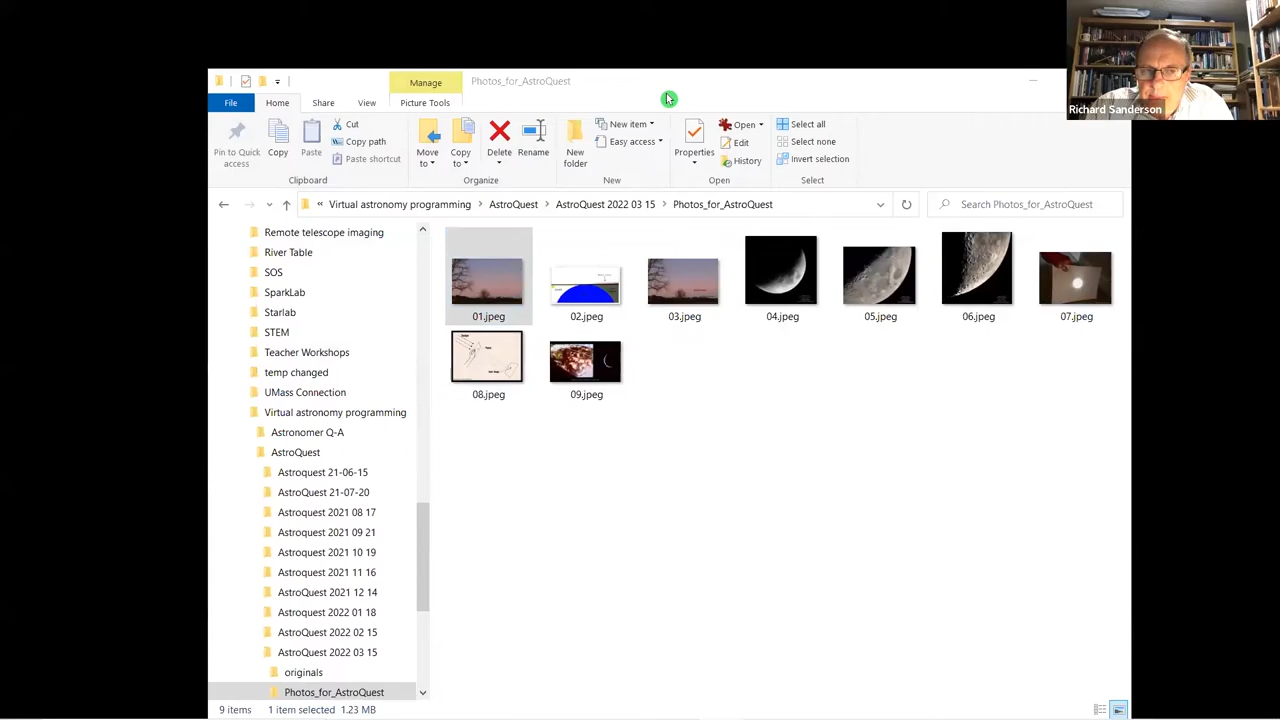 Manage
Photos_for_AstroQuest
Richard Sanderson
File
Home
Share
View
Picture Tools
Pin to Quick
access
Copy
Paste
Cut
Copy path
Paste shortcut
Clipboard
Move
to
Copy
to
Delete
Rename
Organize
New
folder
New item
Easy access
New
Properties
Open
Edit
History
Open
Select all
Select none
Invert selection
Select
« Virtual astronomy programming > AstroQuest > AstroQuest 2022 03 15 > Photos_for_AstroQuest
Search Photos_for_AstroQuest
Remote telescope imaging
River Table
SOS
SparkLab
Starlab
STEM
Teacher Workshops
temp changed
UMass Connection
Virtual astronomy programming
Astronomer Q-A
AstroQuest
Astroquest 21-06-15
AstroQuest 21-07-20
Astroquest 2021 08 17
Astroquest 2021 09 21
Astroquest 2021 10 19
Astroquest 2021 11 16
Astroquest 2021 12 14
Astroquest 2022 01 18
AstroQuest 2022 02 15
AstroQuest 2022 03 15
originals
Photos_for_AstroQuest
01.jpeg
02.jpeg
03.jpeg
04.jpeg
05.jpeg
06.jpeg
07.jpeg
08.jpeg
09.jpeg
9 items
1 item selected 1.23 MB